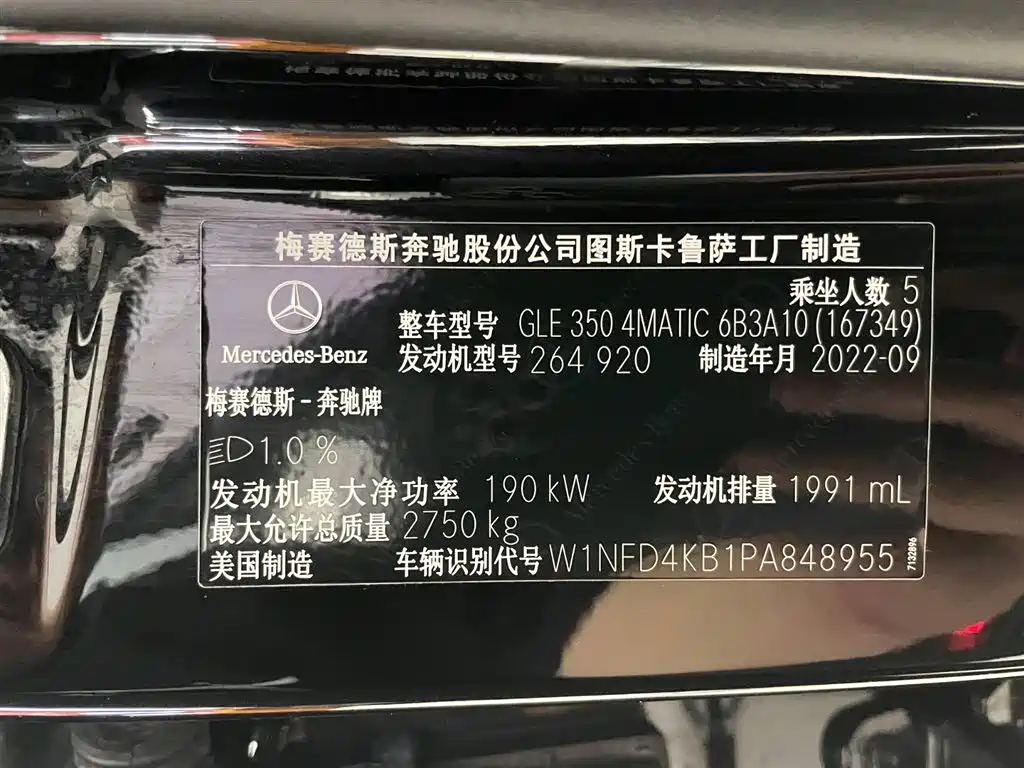 梅赛德斯奔驰股份公司图斯卡鲁萨工厂制造
乘坐人数 5
整车型号 GLE 350 4MATIC 6B3A10 (167349)
Mercedes-Benz
发动机型号 264 920 制造年月 2022-09
梅赛德斯-奔驰牌
1.0 %
发动机最大净功率 190 kW 发动机排量 1991 mL
最大允许总质量 2750 kg
美国制造 车辆识别代号 W1NFD4KB1PA848955
7132896